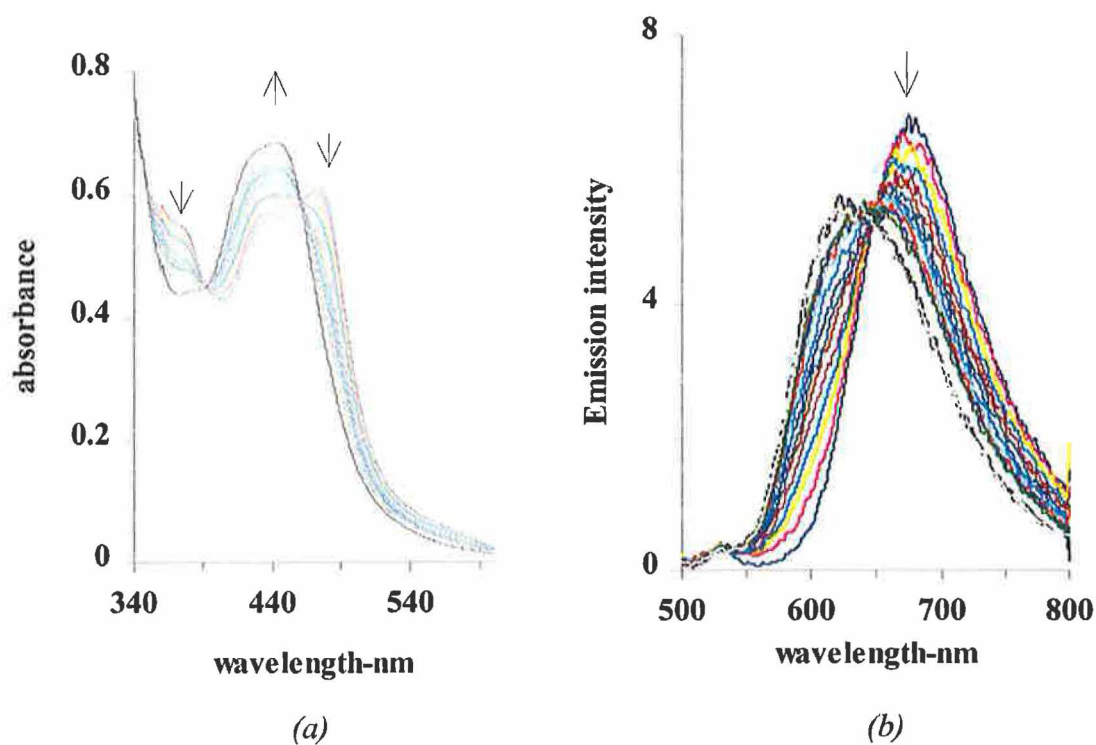 0.8
0.6
0.4
0.2
0
absorbance
340 440 540
wavelength-nm
(a)
8
4
0
Emission intensity
500 600 700 800
wavelength-nm
(b)